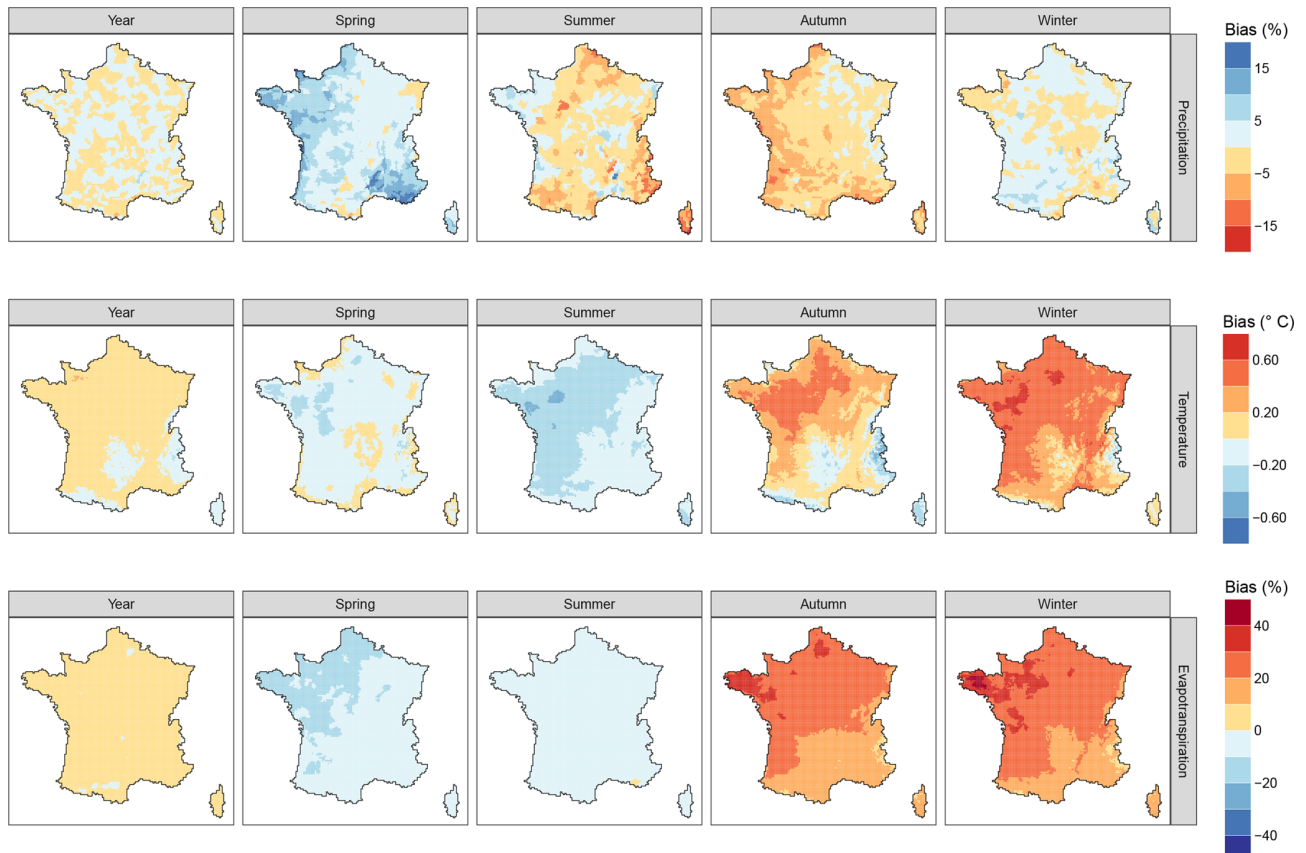 Year Spring Summer Autumn Winter
Bias (%)
15
5
−5
−15
Precipitation
Year Spring Summer Autumn Winter
Bias (° C)
0.60
0.20
−0.20
−0.60
Temperature
Year Spring Summer Autumn Winter
Bias (%)
40
20
0
−20
−40
Evapotranspiration